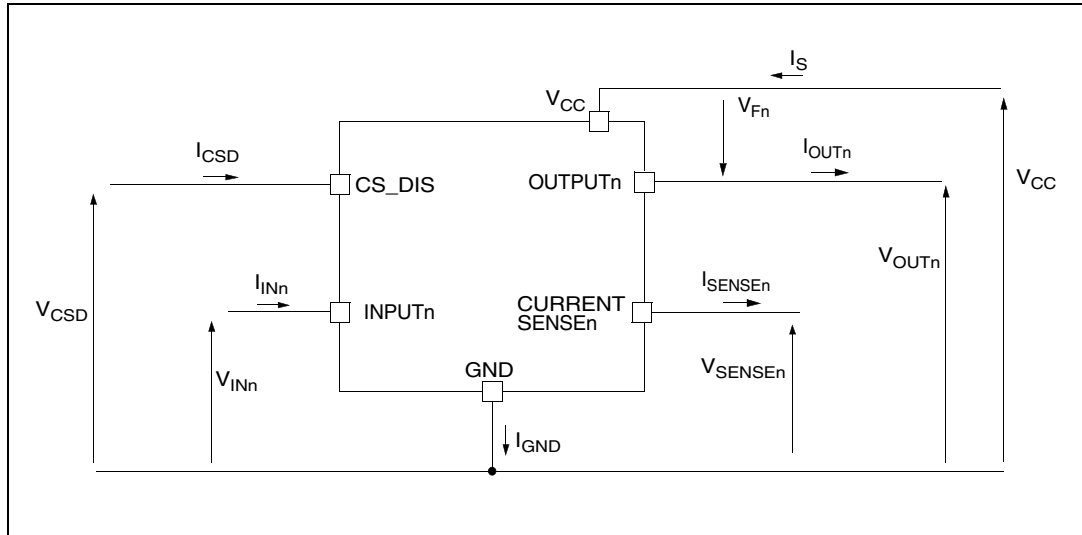 I_S
V_CC
V_Fn
I_CSD
I_OUTn
CS_DIS
OUTPUTn
V_CC
V_OUTn
I_INn
I_SENSEn
V_CSD
INPUTn
CURRENT
SENSEn
GND
V_INn
V_SENSEn
I_GND